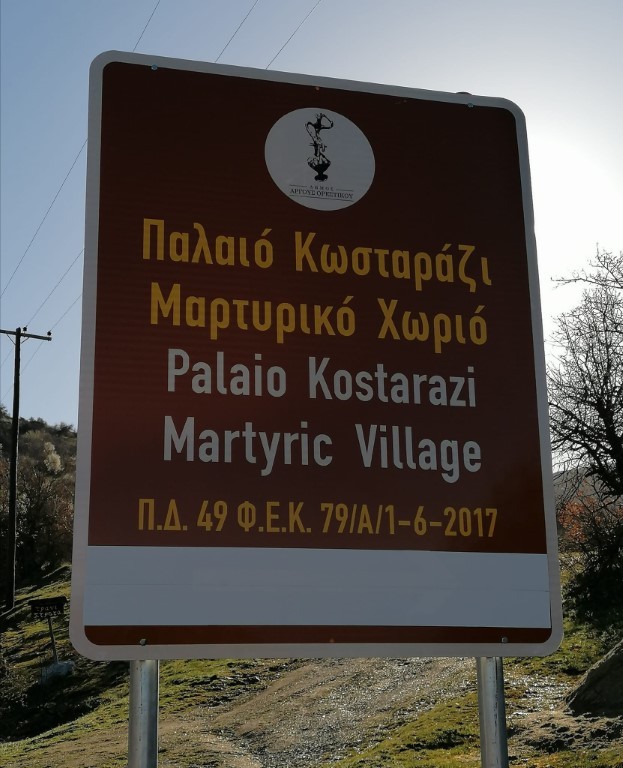 ΔΗΜΟΣ
ΑΡΓΟΥΣ ΟΡΕΣΤΙΚΟΥ
Παλαιό Κωσταράζι
Μαρτυρικό Χωριό
Palaio Kostarazi
Martyric Village
Π.Δ. 49 Φ.Ε.Κ. 79/Α/1-6-2017